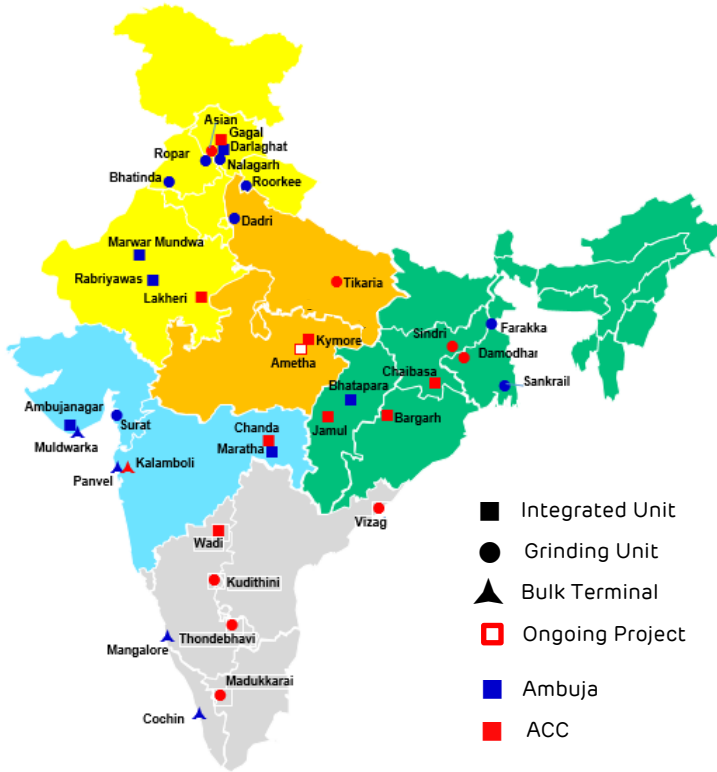 Asian
Gagal
Darlaghat
Ropar
Nalagarh
Bhatinda
Roorkee
Dadri
Marwar Mundwa
Rabriyawas
Tikaria
Lakheri
Farakka
Sindri
Kymore
Damodhar
Ametha
Chaibasa
Bhatapara
Sankrail
Ambujanagar
Surat
Chanda
Jamul
Bargarh
Muldwarka
Maratha
Kalamboli
Panvel
Vizag
Wadi
Kudithini
Thondebhavi
Mangalore
Madukkarai
Cochin
Integrated Unit
Grinding Unit
Bulk Terminal
Ongoing Project
Ambuja
ACC